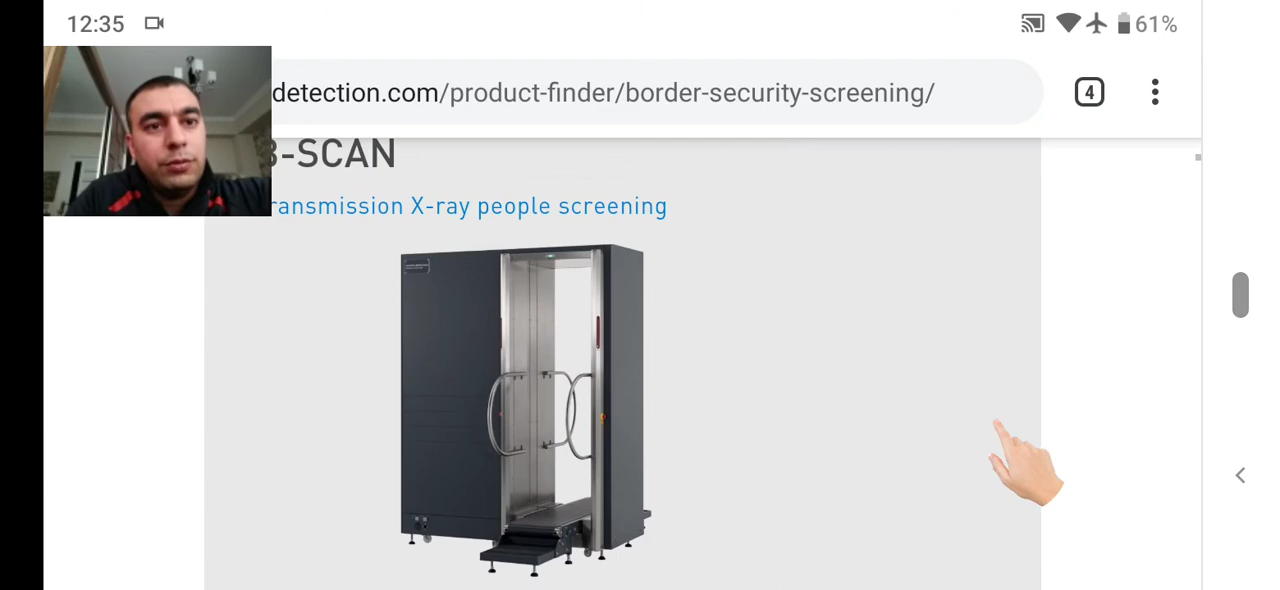 12:35
61%
detection.com/product-finder/border-security-screening/
4
-SCAN
ransmission X-ray people screening